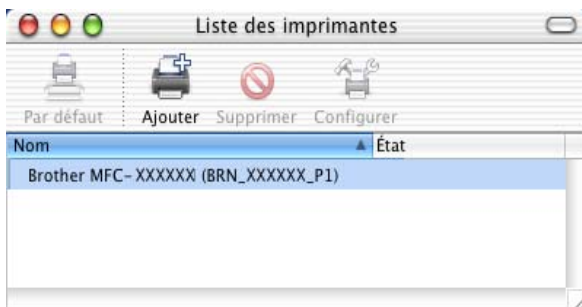 Liste des imprimantes
Par défaut Ajouter Supprimer Configurer
Nom État
Brother MFC-XXXXXX (BRN_XXXXXX_P1)